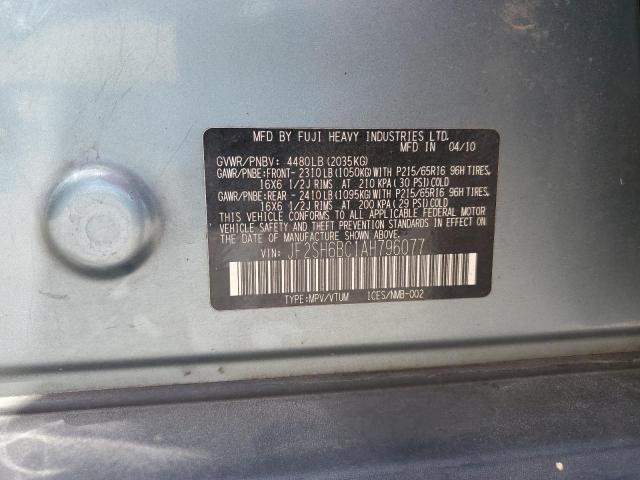 MFD BY FUJI HEAVY INDUSTRIES LTD.
MFD IN 04/10
GVWR/PNBV: 4480LB(2035KG)
GAWR/PNBE:FRONT- 2310LB(1050KG)WITH P215/65R16 96H TIRES,
16X6 1/2J RIMS AT 210 KPA(30 PSI)COLD
GAWR/PNBE:REAR - 2410LB(1095KG)WITH P215/65R16 96H TIRES,
16X6 1/2J RIMS AT 200 KPA(29 PSI)COLD
THIS VEHICLE CONFORMS TO ALL APPLICABLE FEDERAL MOTOR
VEHICLE SAFETY STANDARDS IN EFFECT ON THE
DATE OF MANUFACTURE SHOWN ABOVE.
VIN: JF2SH6BC1AH796077
TYPE:MPV/VTUM ICES/NMB-002